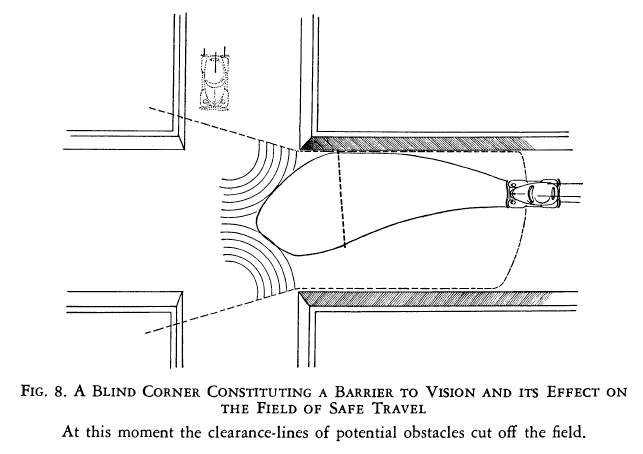 FIG. 8. A BLIND CORNER CONSTITUTING A BARRIER TO VISION AND ITS EFFECT ON
THE FIELD OF SAFE TRAVEL
At this moment the clearance-lines of potential obstacles cut off the field.